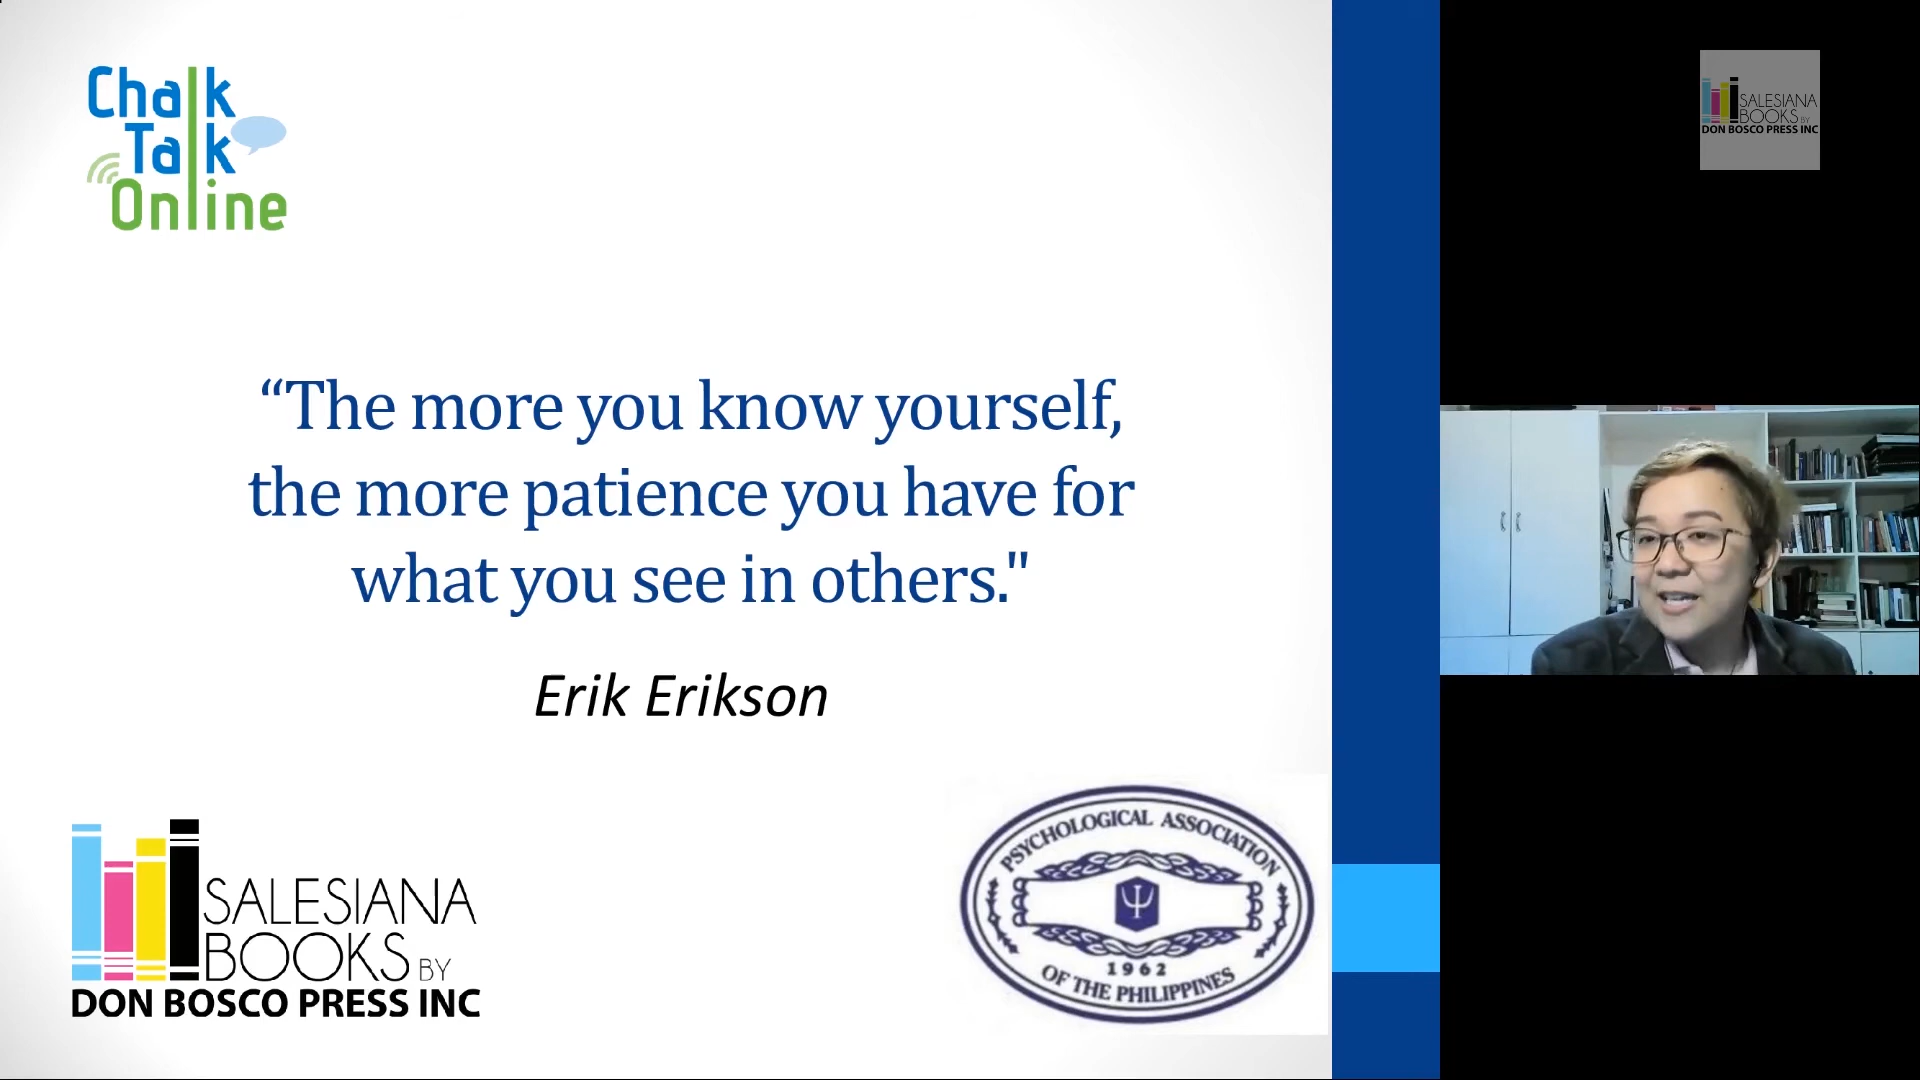 Chalk
Talk
Online
“The more you know yourself,
the more patience you have for
what you see in others."
Erik Erikson
SALESIANA
BOOKS BY
DON BOSCO PRESS INC
PSYCHOLOGICAL ASSOCIATION
Ψ
1962
OF THE PHILIPPINES
SALESIANA
BOOKS BY
DON BOSCO PRESS INC